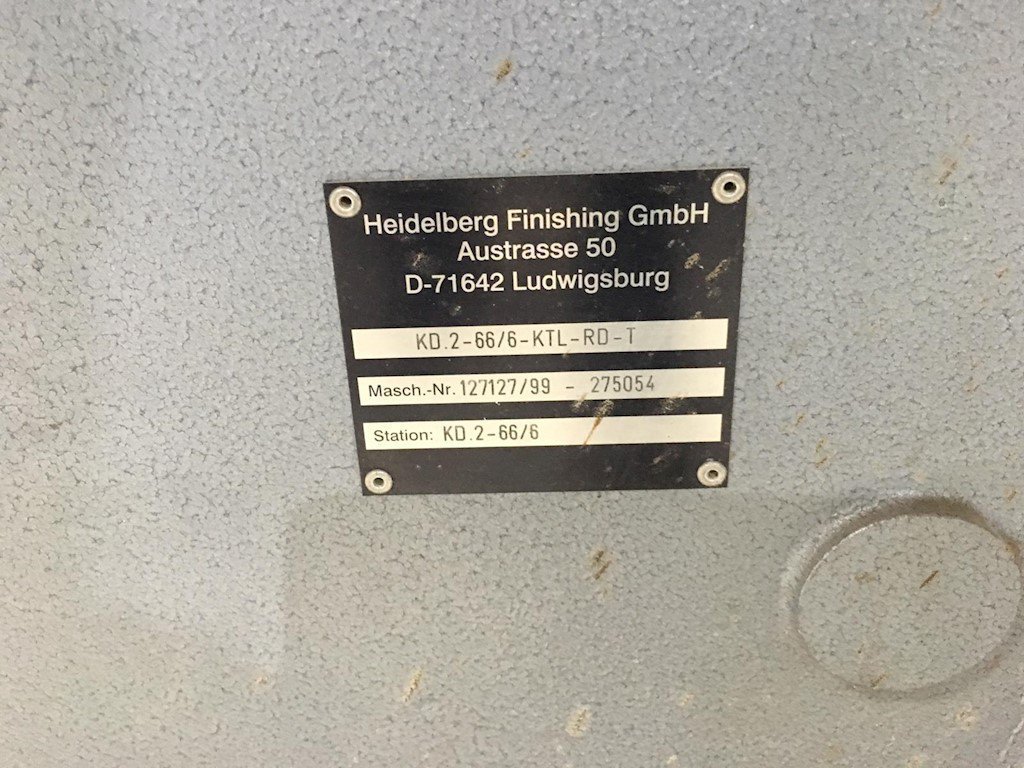 Heidelberg Finishing GmbH
Austrasse 50
D-71642 Ludwigsburg
KD.2-66/6-KTL-RD-T
Masch.-Nr. 127127/99 - 275054
Station: KD.2-66/6